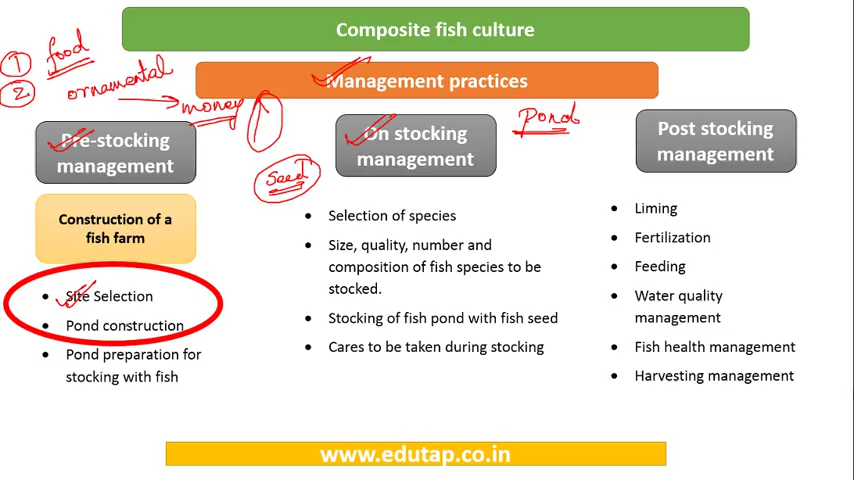 Composite fish culture
① food
② ornamental → money ↑
Management practices
Pond
Pre-stocking
management
Construction of a
fish farm
• Site Selection
• Pond construction
• Pond preparation for
stocking with fish
On stocking
management
seed
• Selection of species
• Size, quality, number and
composition of fish species to be
stocked.
• Stocking of fish pond with fish seed
• Cares to be taken during stocking
Post stocking
management
• Liming
• Fertilization
• Feeding
• Water quality
management
• Fish health management
• Harvesting management
www.edutap.co.in